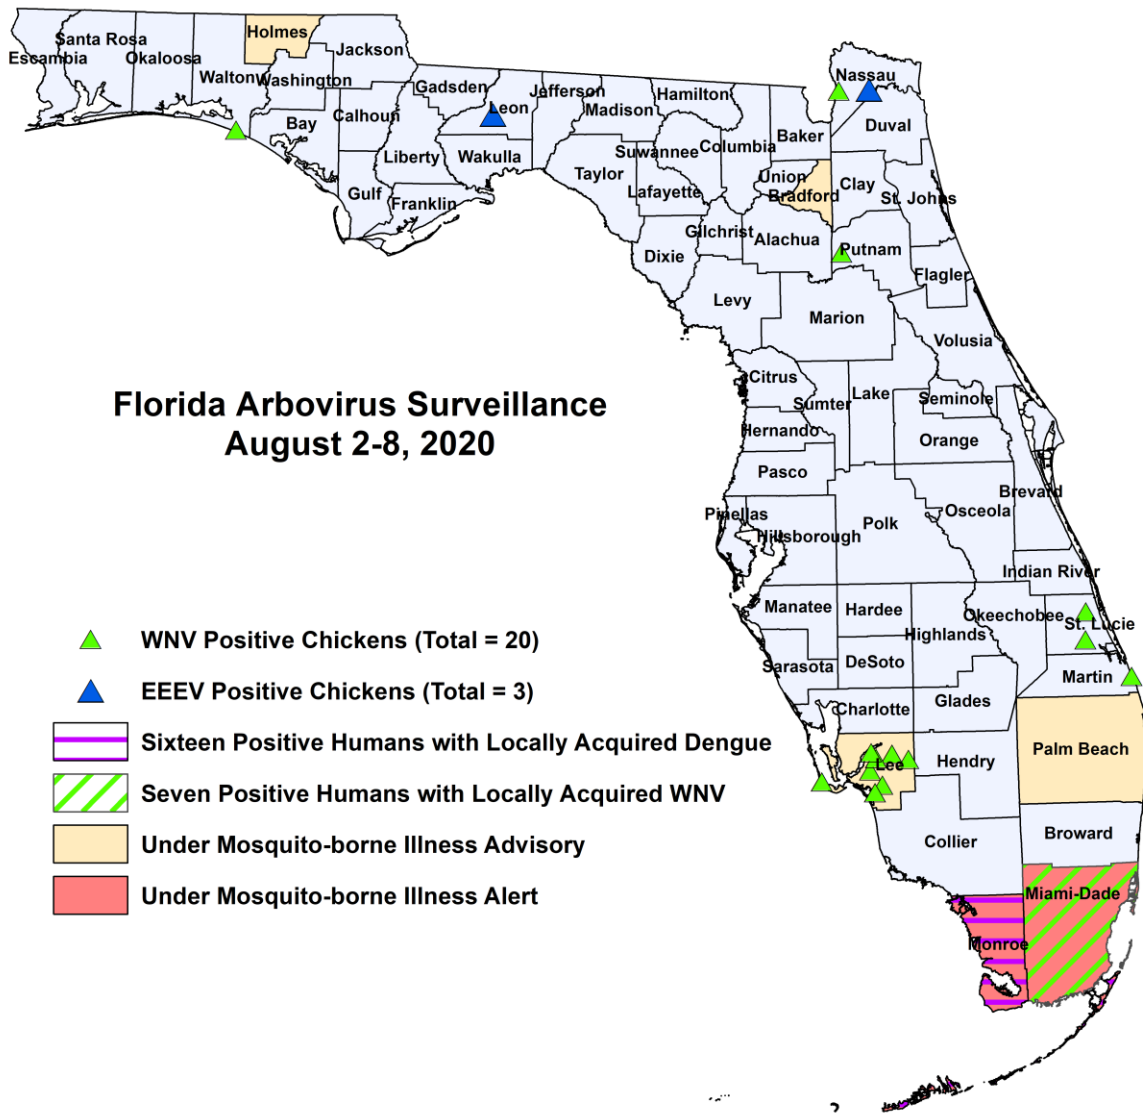 Holmes
Santa Rosa
Jackson
Escambia
Okaloosa
Walton
Washington
Gadsden
Leon
Jefferson
Madison
Hamilton
Nassau
Calhoun
Bay
Liberty
Wakulla
Suwannee
Columbia
Baker
Duval
Taylor
Lafayette
Union
Bradford
Clay
St. Johns
Gulf
Franklin
Gilchrist
Alachua
Putnam
Dixie
Flagler
Levy
Marion
Volusia
Citrus
Sumter
Lake
Seminole
Florida Arbovirus Surveillance
August 2-8, 2020
Hernando
Orange
Pasco
Pinellas
Hillsborough
Polk
Osceola
Brevard
Indian River
Manatee
Hardee
Okeechobee
St. Lucie
Highlands
Sarasota
DeSoto
Martin
Charlotte
Glades
Lee
Hendry
Palm Beach
Collier
Broward
Miami-Dade
Monroe
WNV Positive Chickens (Total = 20)
EEEV Positive Chickens (Total = 3)
Sixteen Positive Humans with Locally Acquired Dengue
Seven Positive Humans with Locally Acquired WNV
Under Mosquito-borne Illness Advisory
Under Mosquito-borne Illness Alert